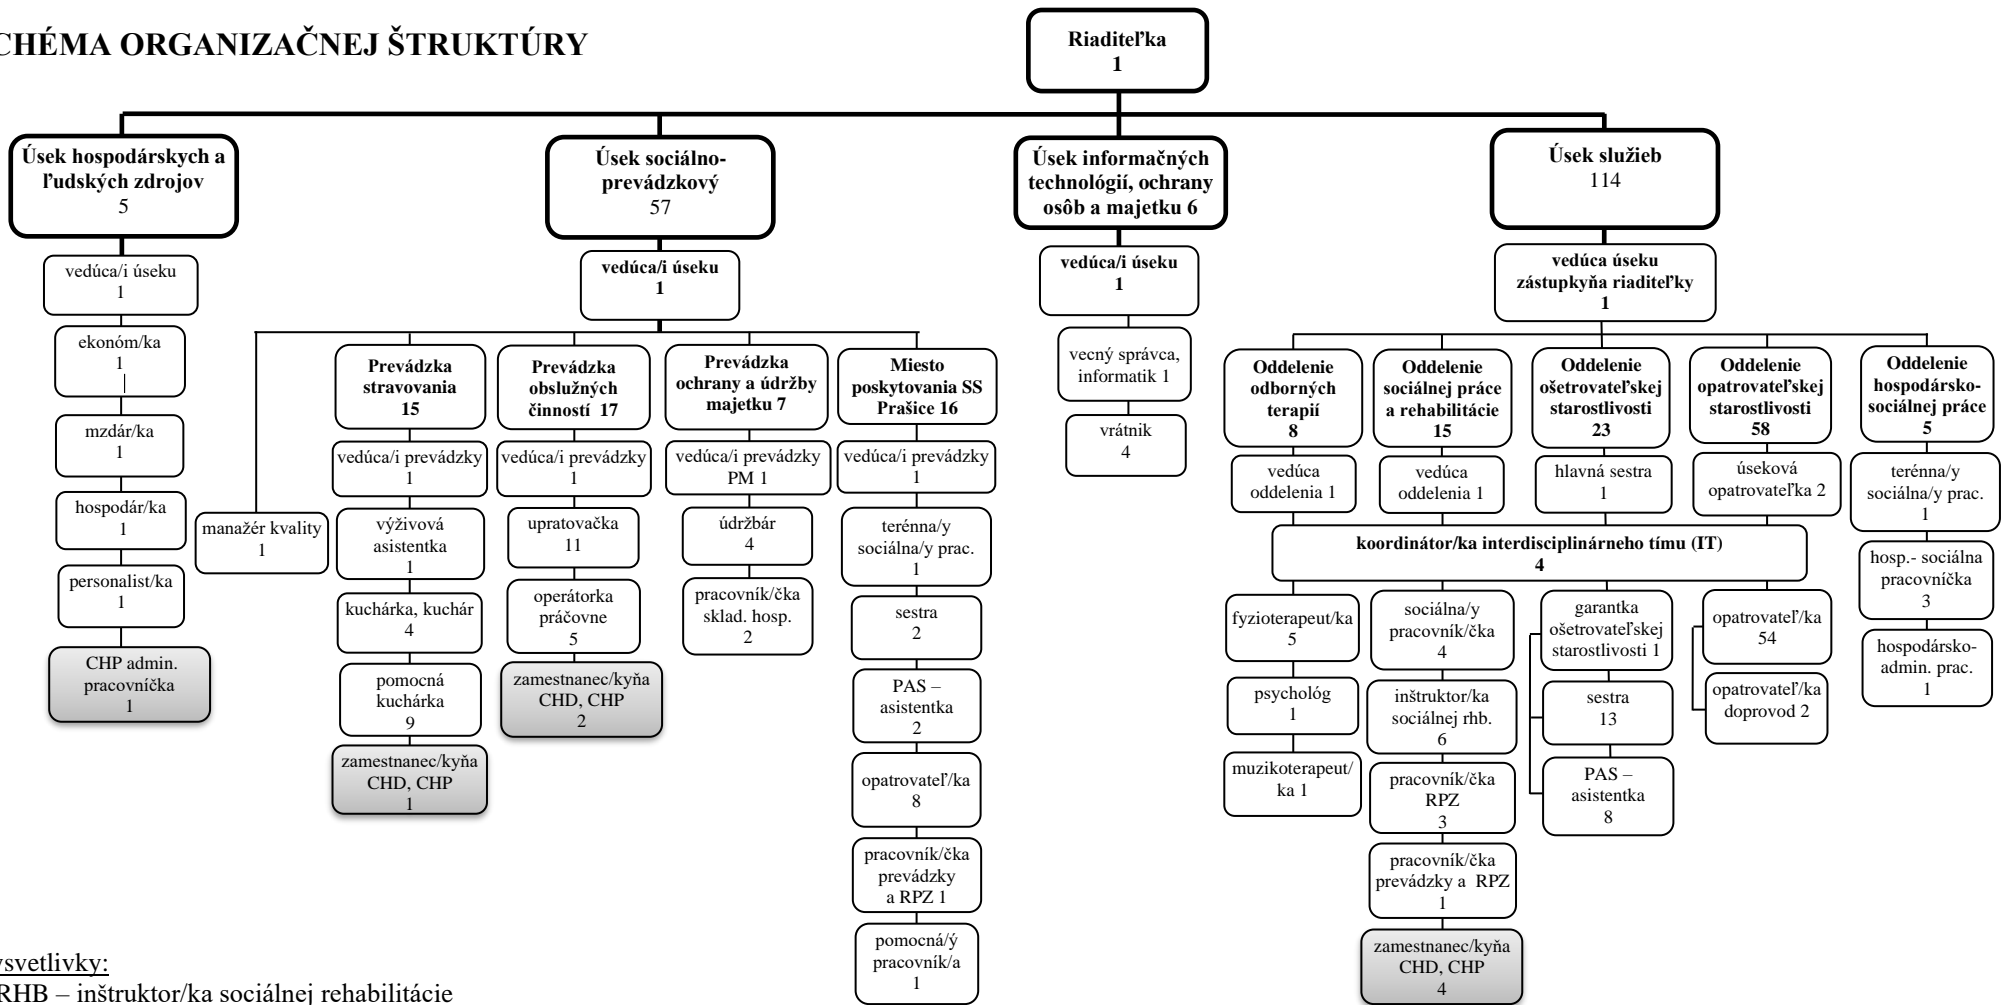 CHÉMA ORGANIZAČNEJ ŠTRUKTÚRY
Riaditeľka
1
Úsek hospodárskych a
ľudských zdrojov
5
Úsek sociálno-
prevádzkový
57
Úsek informačných
technológií, ochrany
osôb a majetku 6
Úsek služieb
114
vedúca/i úseku
1
ekonóm/ka
1
mzdár/ka
1
hospodár/ka
1
personalist/ka
1
CHP admin.
pracovníčka
1
vedúca/i úseku
1
manažér kvality
1
Prevádzka
stravovania
15
vedúca/i prevádzky
1
výživová
asistentka
1
kuchárka, kuchár
4
pomocná
kuchárka
9
zamestnanec/kyňa
CHD, CHP
1
Prevádzka
obslužných
činností 17
vedúca/i prevádzky
1
upratovačka
11
operátorka
práčovne
5
zamestnanec/kyňa
CHD, CHP
2
Prevádzka
ochrany a údržby
majetku 7
vedúca/i prevádzky
PM 1
údržbár
4
pracovník/čka
sklad. hosp.
2
Miesto
poskytovania SS
Prašice 16
vedúca/i prevádzky
1
terénna/y
sociálna/y prac.
1
sestra
2
PAS –
asistentka
2
opatrovateľ/ka
8
pracovník/čka
prevádzky
a RPZ 1
pomocná/ý
pracovník/a
1
vedúca/i úseku
1
vecný správca,
informatik 1
vrátnik
4
vedúca úseku
zástupkyňa riaditeľky
1
Oddelenie
odborných
terapií
8
vedúca
oddelenia 1
Oddelenie
sociálnej práce
a rehabilitácie
15
vedúca
oddelenia 1
Oddelenie
ošetrovateľskej
starostlivosti
23
hlavná sestra
1
Oddelenie
opatrovateľskej
starostlivosti
58
úseková
opatrovateľka 2
Oddelenie
hospodársko-
sociálnej práce
5
terénna/y
sociálna/y prac.
1
hosp.- sociálna
pracovníčka
3
hospodársko-
admin. prac.
1
koordinátor/ka interdisciplinárneho tímu (IT)
4
fyzioterapeut/ka
5
psychológ
1
muzikoterapeut/
ka 1
sociálna/y
pracovník/čka
4
inštruktor/ka
sociálnej rhb.
6
pracovník/čka
RPZ
3
pracovník/čka
prevádzky a RPZ
1
zamestnanec/kyňa
CHD, CHP
4
garantka
ošetrovateľskej
starostlivosti 1
sestra
13
PAS –
asistentka
8
opatrovateľ/ka
54
opatrovateľ/ka
doprovod 2
ysvetlivky:
RHB – inštruktor/ka sociálnej rehabilitácie